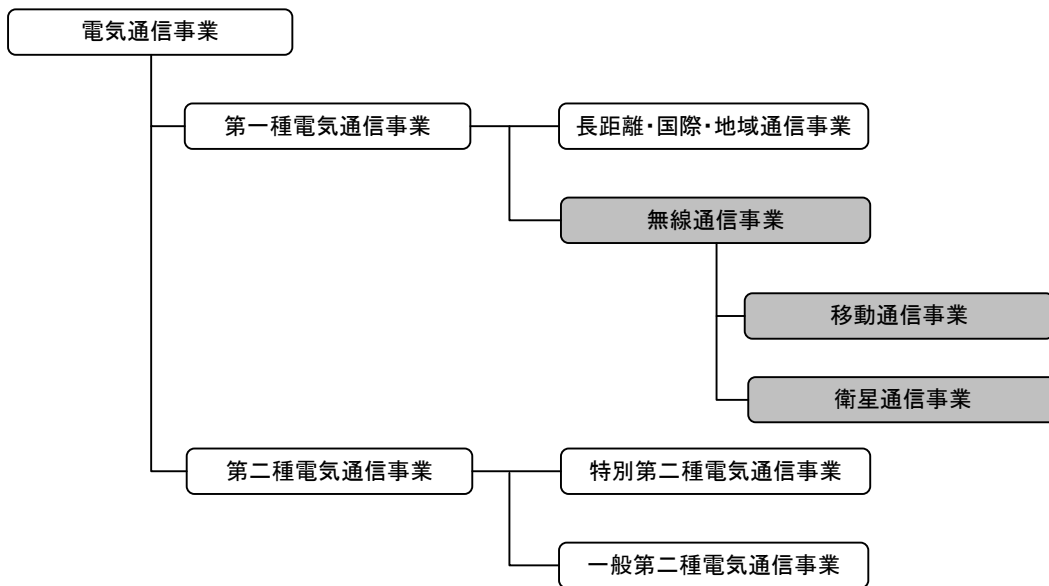 電気通信事業
第一種電気通信事業
長距離・国際・地域通信事業
無線通信事業
移動通信事業
衛星通信事業
第二種電気通信事業
特別第二種電気通信事業
一般第二種電気通信事業